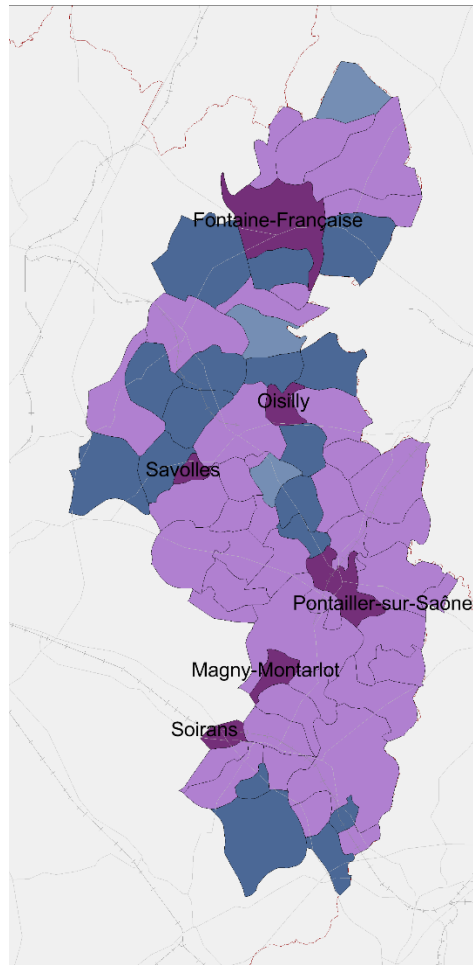 Fontaine-Française
Oisilly
Savolles
Pontailler-sur-Saône
Magny-Montarlot
Soirans